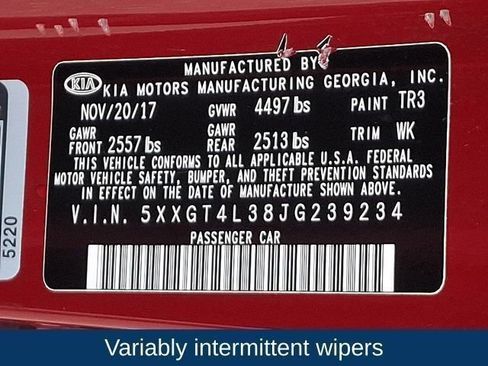 MANUFACTURED BY
KIA KIA MOTORS MANUFACTURING GEORGIA, INC.
NOV/20/17 GVWR 4497 lbs PAINT TR3
GAWR FRONT 2557 lbs GAWR REAR 2513 lbs TRIM WK
THIS VEHICLE CONFORMS TO ALL APPLICABLE U.S.A. FEDERAL
MOTOR VEHICLE SAFETY, BUMPER, AND THEFT PREVENTION STANDARDS
IN EFFECT ON THE DATE OF MANUFACTURE SHOWN ABOVE.
V.I.N. 5XXGT4L38JG239234
PASSENGER CAR
5220
Variably intermittent wipers